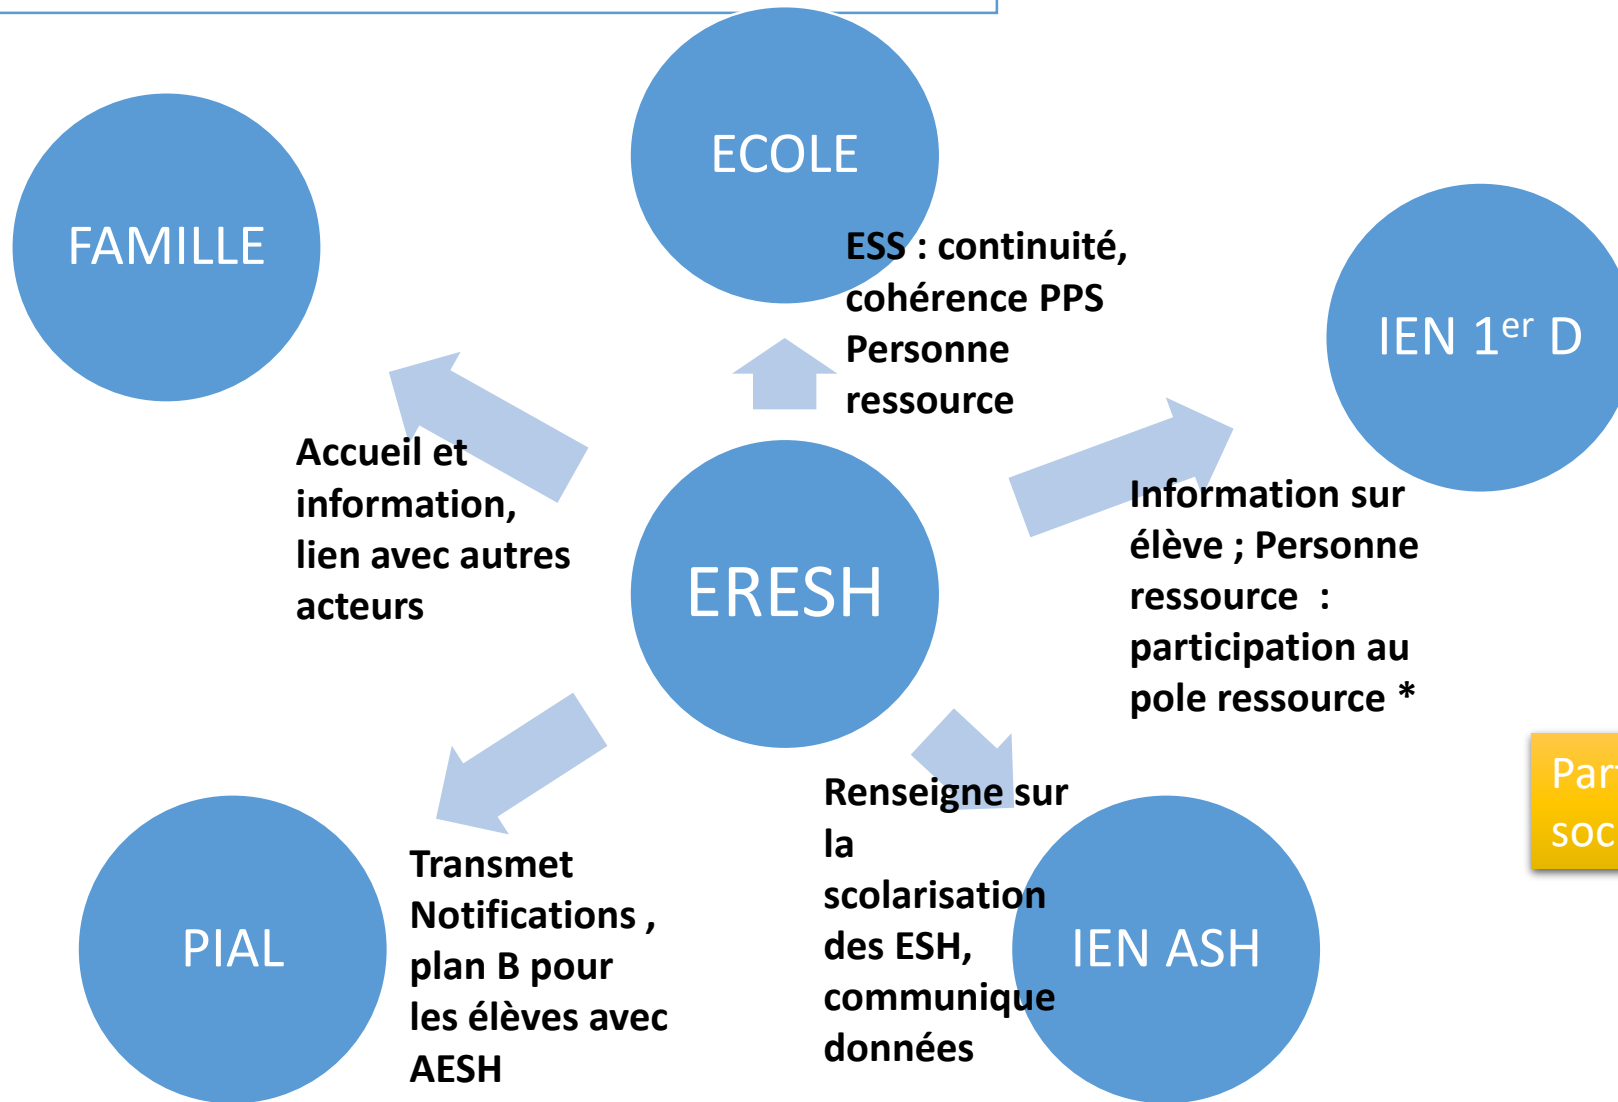 ECOLE
FAMILLE
ESS : continuité,
cohérence PPS
Personne
ressource
IEN 1er D
Accueil et
information,
lien avec autres
acteurs
ERESH
Information sur
élève ; Personne
ressource :
participation au
pole ressource *
PIAL
Transmet
Notifications ,
plan B pour
les élèves avec
AESH
Renseigne sur
la
scolarisation
des ESH,
communique
données
IEN ASH